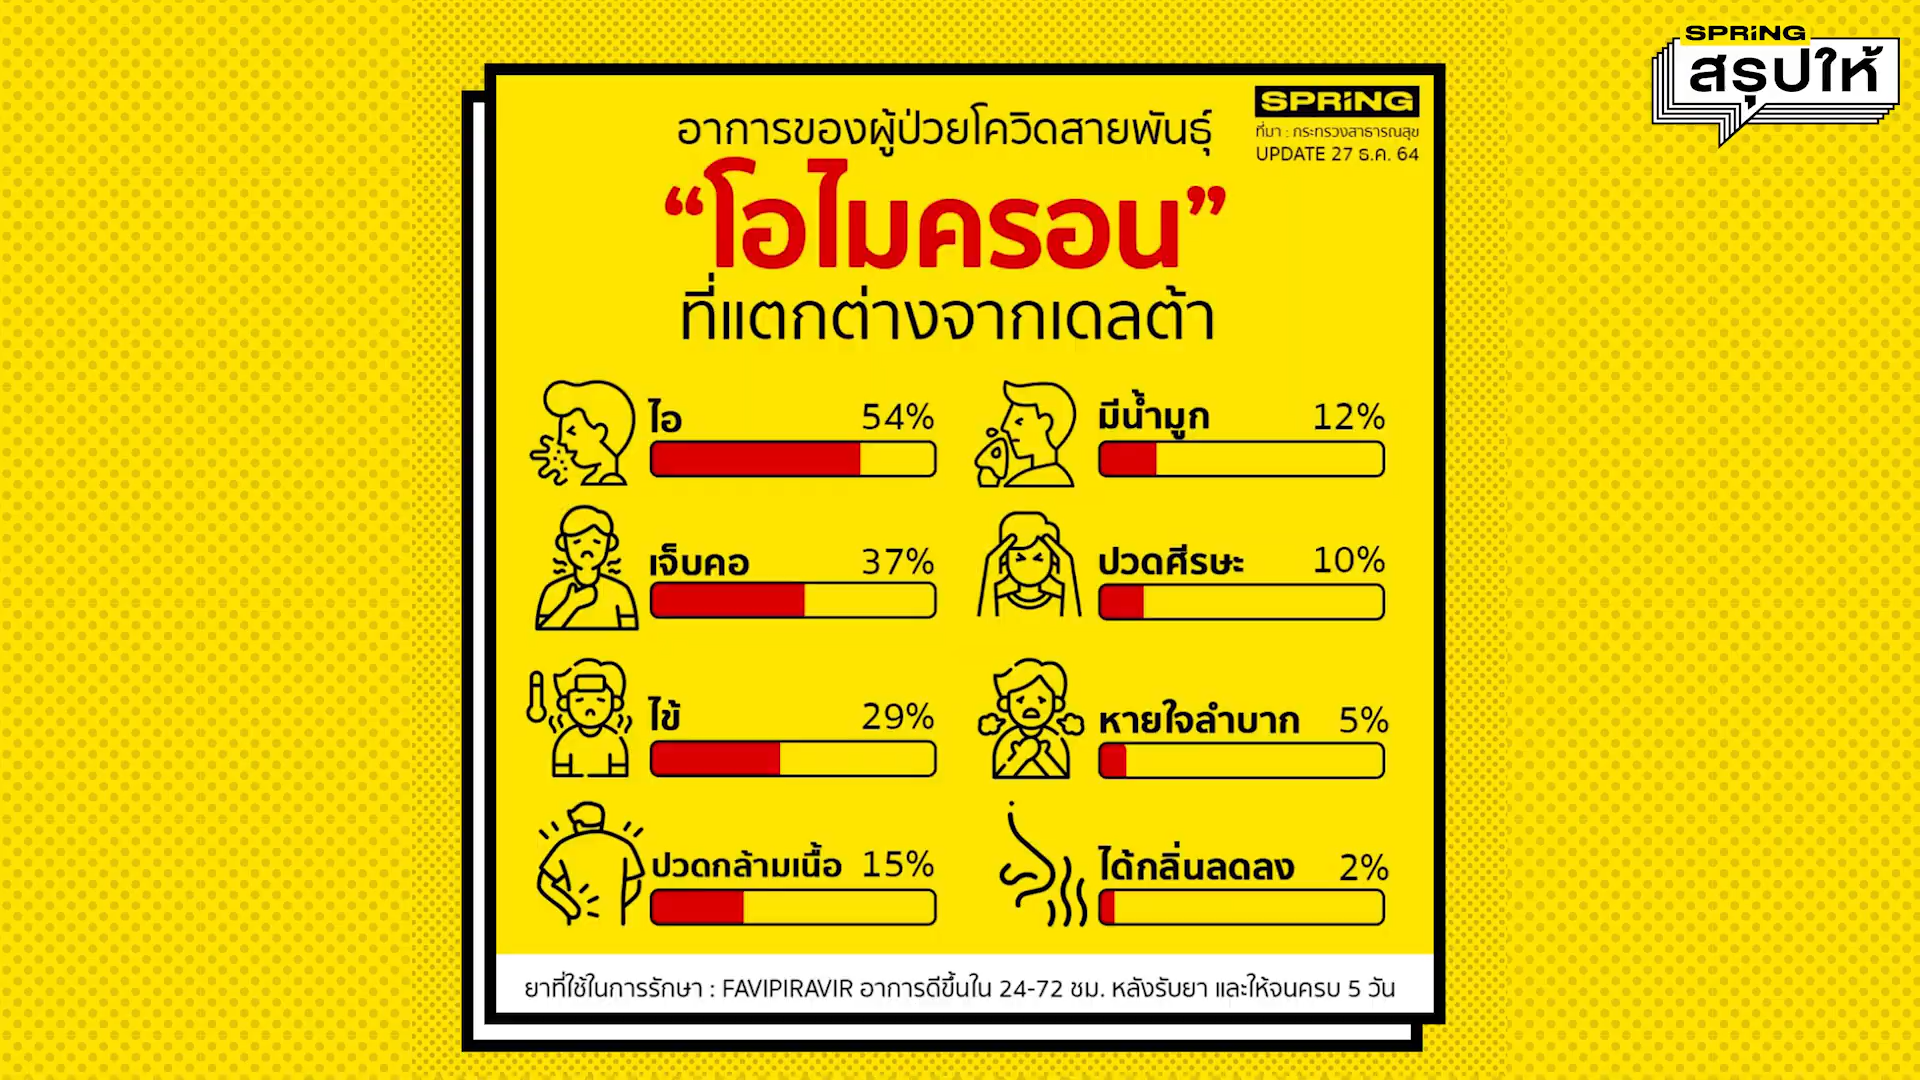 SPRiNG
สรุปให้
SPRiNG
ที่มา : กระทรวงสาธารณสุข
UPDATE 27 ธ.ค. 64
อาการของผู้ป่วยโควิดสายพันธุ์
“โอไมครอน”
ที่แตกต่างจากเดลต้า
ไอ 54%
มีน้ำมูก 12%
เจ็บคอ 37%
ปวดศีรษะ 10%
ไข้ 29%
หายใจลำบาก 5%
ปวดกล้ามเนื้อ 15%
ได้กลิ่นลดลง 2%
ยาที่ใช้ในการรักษา : FAVIPIRAVIR อาการดีขึ้นใน 24-72 ชม. หลังรับยา และให้จนครบ 5 วัน